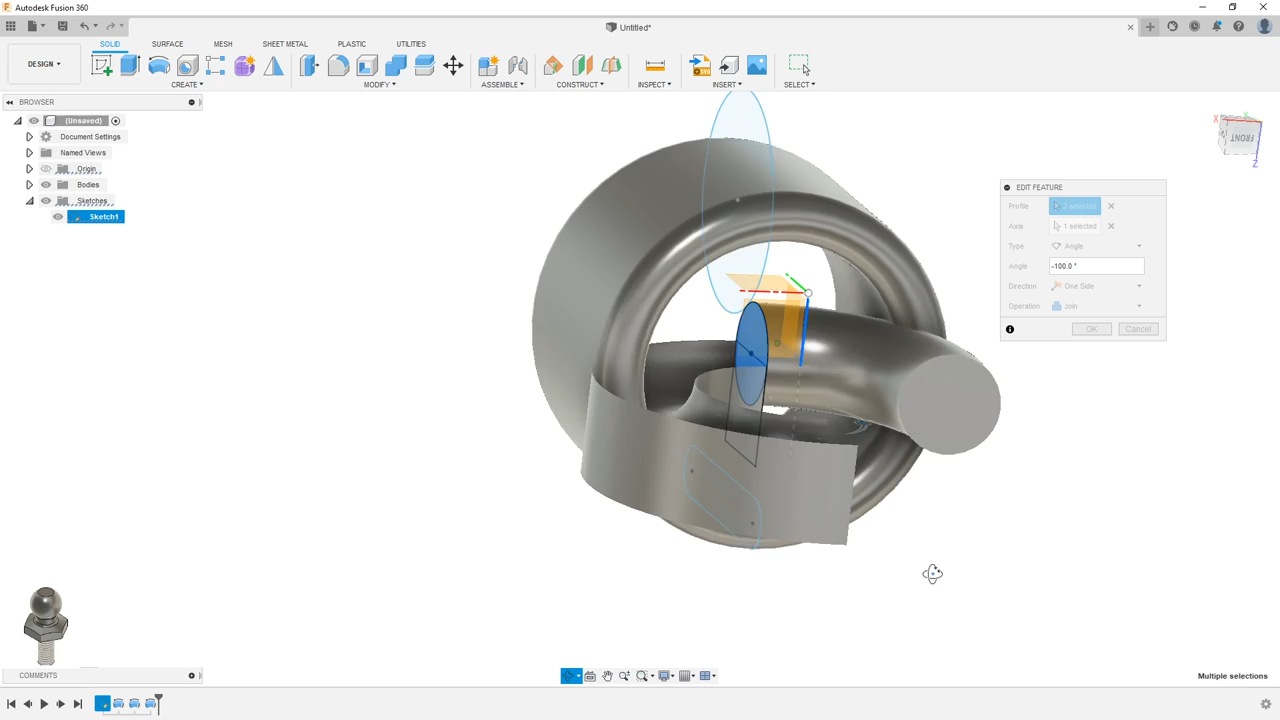 Autodesk Fusion 360
Untitled*
DESIGN
SOLID SURFACE MESH SHEET METAL PLASTIC UTILITIES
CREATE MODIFY ASSEMBLE CONSTRUCT INSPECT INSERT SELECT
BROWSER
(Unsaved)
Document Settings
Named Views
Origin
Bodies
Sketches
Sketch1
X
FRONT
Z
EDIT FEATURE
Profile 2 selected
Axis 1 selected
Type Angle
Angle -100.0 °
Direction One Side
Operation Join
OK Cancel
COMMENTS
Multiple selections